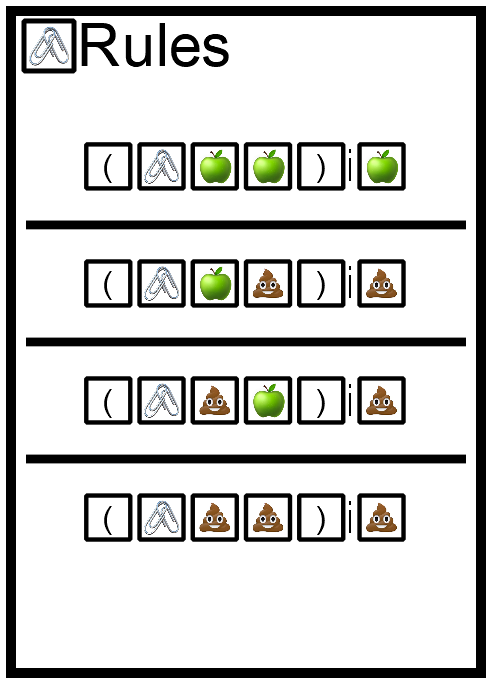 🖇Rules
( 🖇 🍏 🍏 ) ¦ 🍏
( 🖇 🍏 💩 ) ¦ 💩
( 🖇 💩 🍏 ) ¦ 💩
( 🖇 💩 💩 ) ¦ 💩